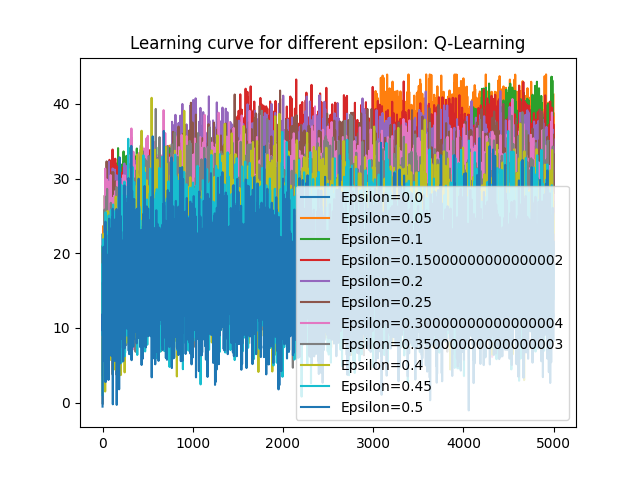 Learning curve for different epsilon: Q-Learning
40
30
20
10
0
Epsilon=0.0
Epsilon=0.05
Epsilon=0.1
Epsilon=0.15000000000000002
Epsilon=0.2
Epsilon=0.25
Epsilon=0.30000000000000004
Epsilon=0.35000000000000003
Epsilon=0.4
Epsilon=0.45
Epsilon=0.5
0 1000 2000 3000 4000 5000